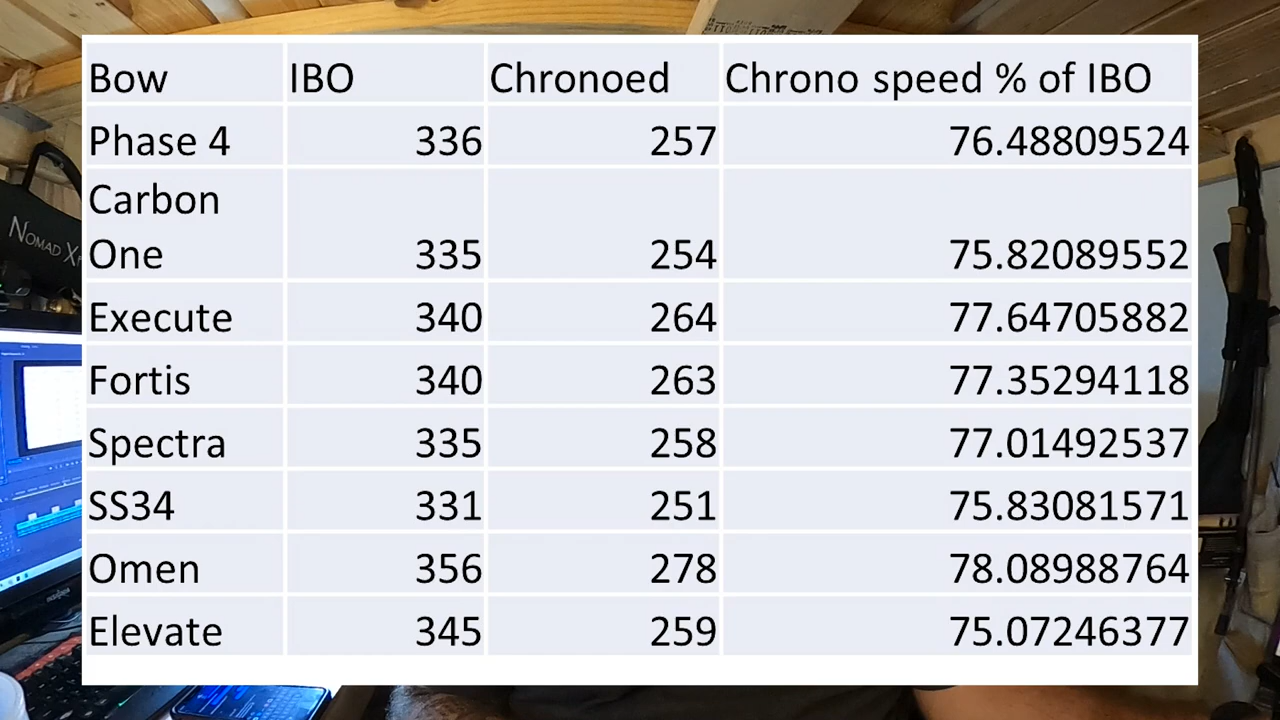 Bow IBO Chronoed Chrono speed % of IBO
Phase 4 336 257 76.48809524
Carbon
One 335 254 75.82089552
Execute 340 264 77.64705882
Fortis 340 263 77.35294118
Spectra 335 258 77.01492537
SS34 331 251 75.83081571
Omen 356 278 78.08988764
Elevate 345 259 75.07246377
NOMAD